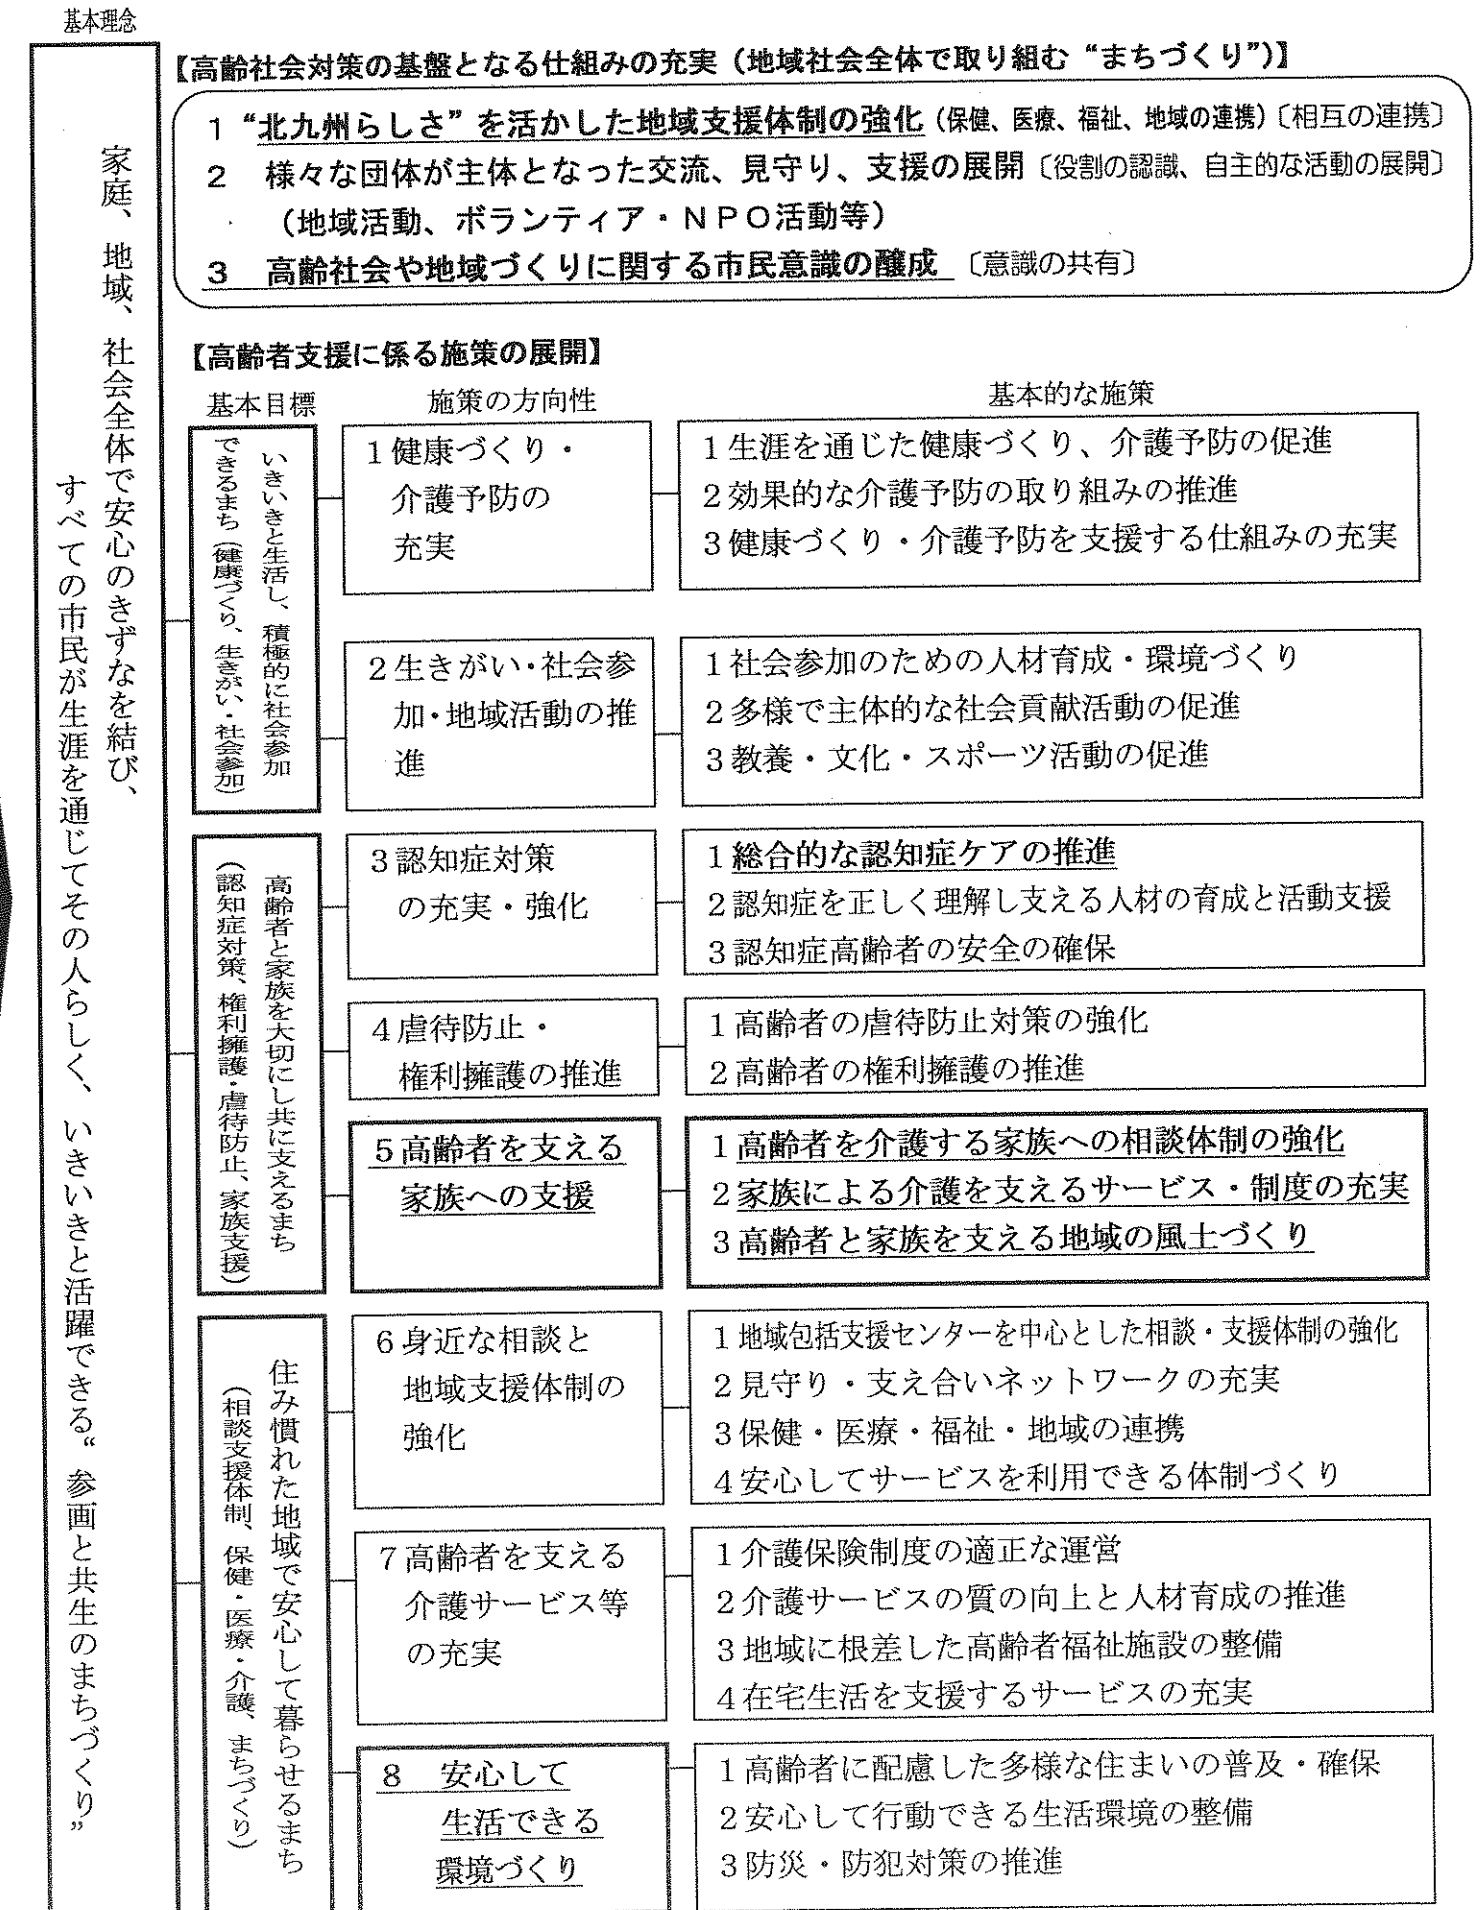 基本理念
家庭、地域、社会全体で安心のきずなを結び、
すべての市民が生涯を通じてその人らしく、いきいきと活躍できる“参画と共生のまちづくり”
【高齢社会対策の基盤となる仕組みの充実（地域社会全体で取り組む“まちづくり”）】
1 “北九州らしさ”を活かした地域支援体制の強化（保健、医療、福祉、地域の連携）〔相互の連携〕
2 様々な団体が主体となった交流、見守り、支援の展開〔役割の認識、自主的な活動の展開〕
（地域活動、ボランティア・NPO活動等）
3 高齢社会や地域づくりに関する市民意識の醸成〔意識の共有〕
【高齢者支援に係る施策の展開】
基本目標 施策の方向性 基本的な施策
いきいきと生活し、積極的に社会参加
できるまち（健康づくり、生きがい・社会参加）
1健康づくり・
介護予防の
充実
1生涯を通じた健康づくり、介護予防の促進
2効果的な介護予防の取り組みの推進
3健康づくり・介護予防を支援する仕組みの充実
2生きがい・社会参
加・地域活動の推
進
1社会参加のための人材育成・環境づくり
2多様で主体的な社会貢献活動の促進
3教養・文化・スポーツ活動の促進
高齢者と家族を大切にし共に支えるまち
（認知症対策、権利擁護・虐待防止、家族支援）
3認知症対策
の充実・強化
1総合的な認知症ケアの推進
2認知症を正しく理解し支える人材の育成と活動支援
3認知症高齢者の安全の確保
4虐待防止・
権利擁護の推進
1高齢者の虐待防止対策の強化
2高齢者の権利擁護の推進
5高齢者を支える
家族への支援
1高齢者を介護する家族への相談体制の強化
2家族による介護を支えるサービス・制度の充実
3高齢者と家族を支える地域の風土づくり
住み慣れた地域で安心して暮らせるまち
（相談支援体制、保健・医療・介護、まちづくり）
6身近な相談と
地域支援体制の
強化
1地域包括支援センターを中心とした相談・支援体制の強化
2見守り・支え合いネットワークの充実
3保健・医療・福祉・地域の連携
4安心してサービスを利用できる体制づくり
7高齢者を支える
介護サービス等
の充実
1介護保険制度の適正な運営
2介護サービスの質の向上と人材育成の推進
3地域に根差した高齢者福祉施設の整備
4在宅生活を支援するサービスの充実
8 安心して
生活できる
環境づくり
1高齢者に配慮した多様な住まいの普及・確保
2安心して行動できる生活環境の整備
3防災・防犯対策の推進